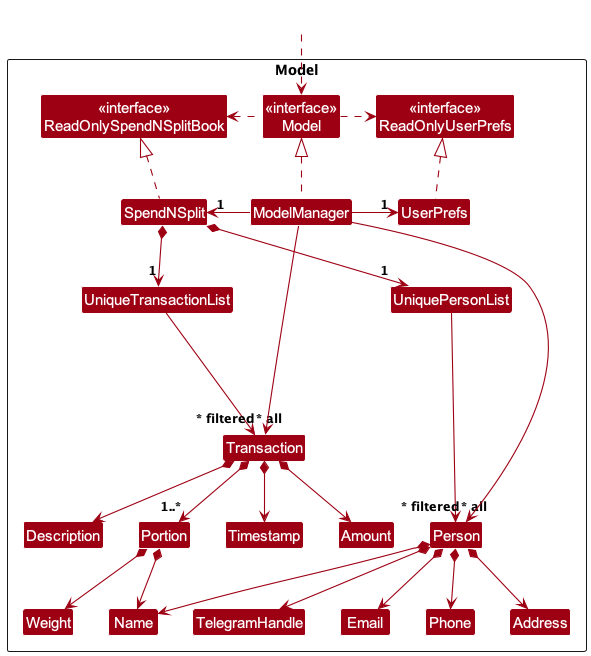 Model
«interface»
ReadOnlySpendNSplitBook
«interface»
Model
«interface»
ReadOnlyUserPrefs
SpendNSplit
1
ModelManager
1
UserPrefs
1
1
UniqueTransactionList
UniquePersonList
* filtered
* all
Transaction
1..*
* filtered
* all
Description
Portion
Timestamp
Amount
Person
Weight
Name
TelegramHandle
Email
Phone
Address